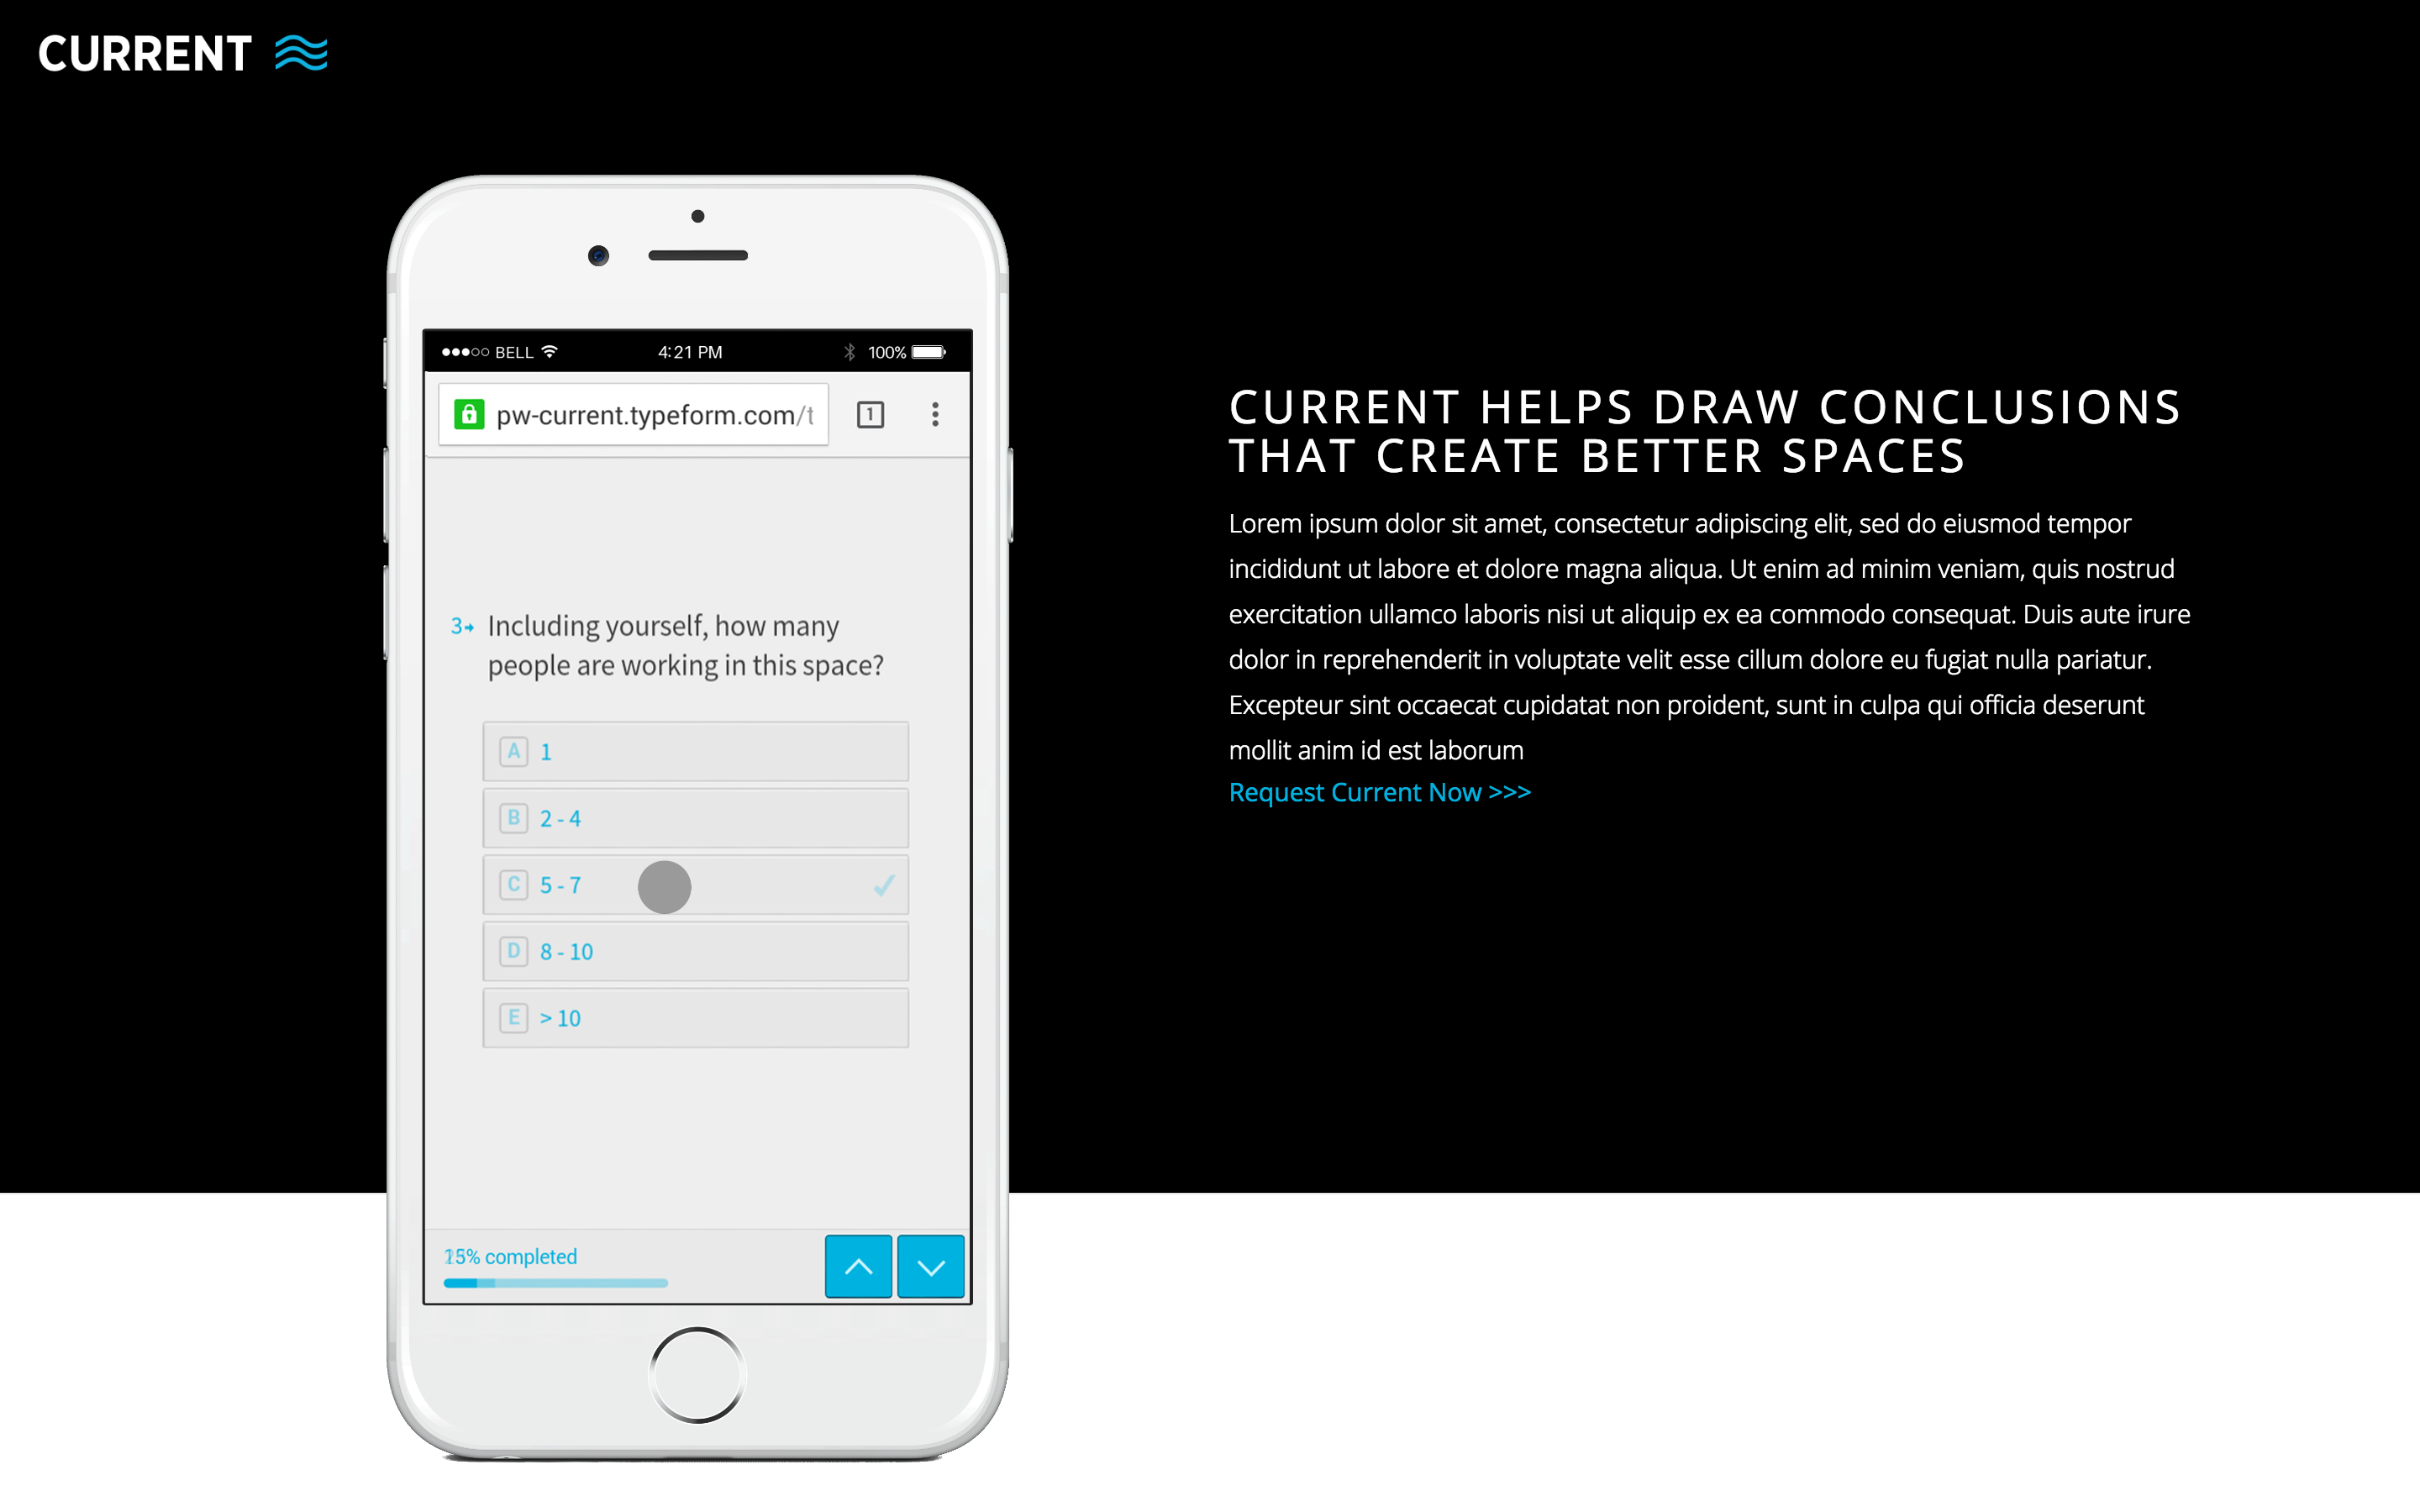 CURRENT
BELL 4:21 PM 100%
pw-current.typeform.com/t 1
3 Including yourself, how many
people are working in this space?
A 1
B 2 - 4
C 5 - 7
D 8 - 10
E > 10
15% completed
CURRENT HELPS DRAW CONCLUSIONS
THAT CREATE BETTER SPACES
Lorem ipsum dolor sit amet, consectetur adipiscing elit, sed do eiusmod tempor
incididunt ut labore et dolore magna aliqua. Ut enim ad minim veniam, quis nostrud
exercitation ullamco laboris nisi ut aliquip ex ea commodo consequat. Duis aute irure
dolor in reprehenderit in voluptate velit esse cillum dolore eu fugiat nulla pariatur.
Excepteur sint occaecat cupidatat non proident, sunt in culpa qui officia deserunt
mollit anim id est laborum
Request Current Now >>>